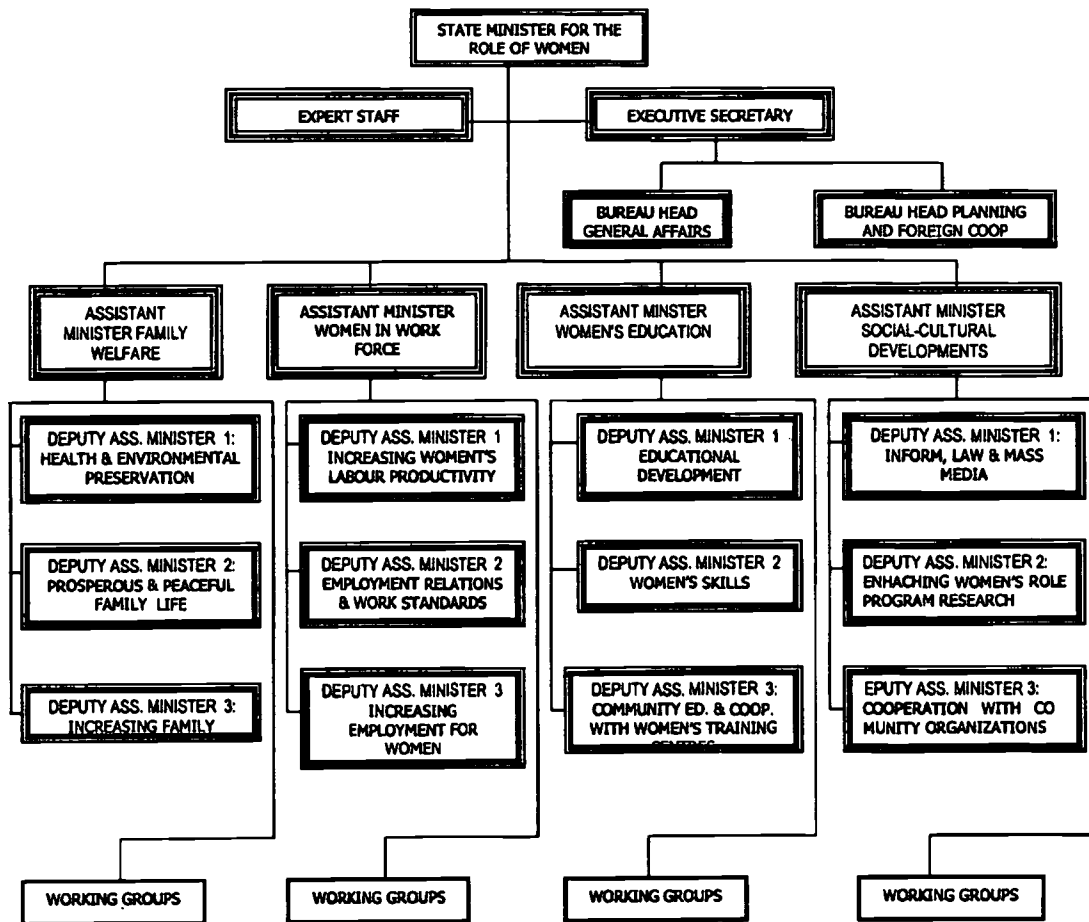 STATE MINISTER FOR THE
ROLE OF WOMEN
EXPERT STAFF
EXECUTIVE SECRETARY
BUREAU HEAD
GENERAL AFFAIRS
BUREAU HEAD PLANNING
AND FOREIGN COOP
ASSISTANT
MINISTER FAMILY
WELFARE
ASSISTANT MINISTER
WOMEN IN WORK
FORCE
ASSISTANT MINSTER
WOMEN'S EDUCATION
ASSISTANT MINISTER
SOCIAL-CULTURAL
DEVELOPMENTS
DEPUTY ASS. MINISTER 1:
HEALTH & ENVIRONMENTAL
PRESERVATION
DEPUTY ASS. MINISTER 1
INCREASING WOMEN'S
LABOUR PRODUCTIVITY
DEPUTY ASS. MINISTER 1
EDUCATIONAL
DEVELOPMENT
DEPUTY ASS. MINISTER 1:
INFORM, LAW & MASS
MEDIA
DEPUTY ASS. MINISTER 2:
PROSPEROUS & PEACEFUL
FAMILY LIFE
DEPUTY ASS. MINISTER 2
EMPLOYMENT RELATIONS
& WORK STANDARDS
DEPUTY ASS. MINISTER 2
WOMEN'S SKILLS
DEPUTY ASS. MINISTER 2:
ENHACHING WOMEN'S ROLE
PROGRAM RESEARCH
DEPUTY ASS. MINISTER 3:
INCREASING FAMILY
DEPUTY ASS. MINISTER 3
INCREASING
EMPLOYMENT FOR
WOMEN
DEPUTY ASS. MINISTER 3:
COMMUNITY ED. & COOP.
WITH WOMEN'S TRAINING
CENTRES
EPUTY ASS. MINISTER 3:
COOPERATION WITH CO
MUNITY ORGANIZATIONS
WORKING GROUPS
WORKING GROUPS
WORKING GROUPS
WORKING GROUPS